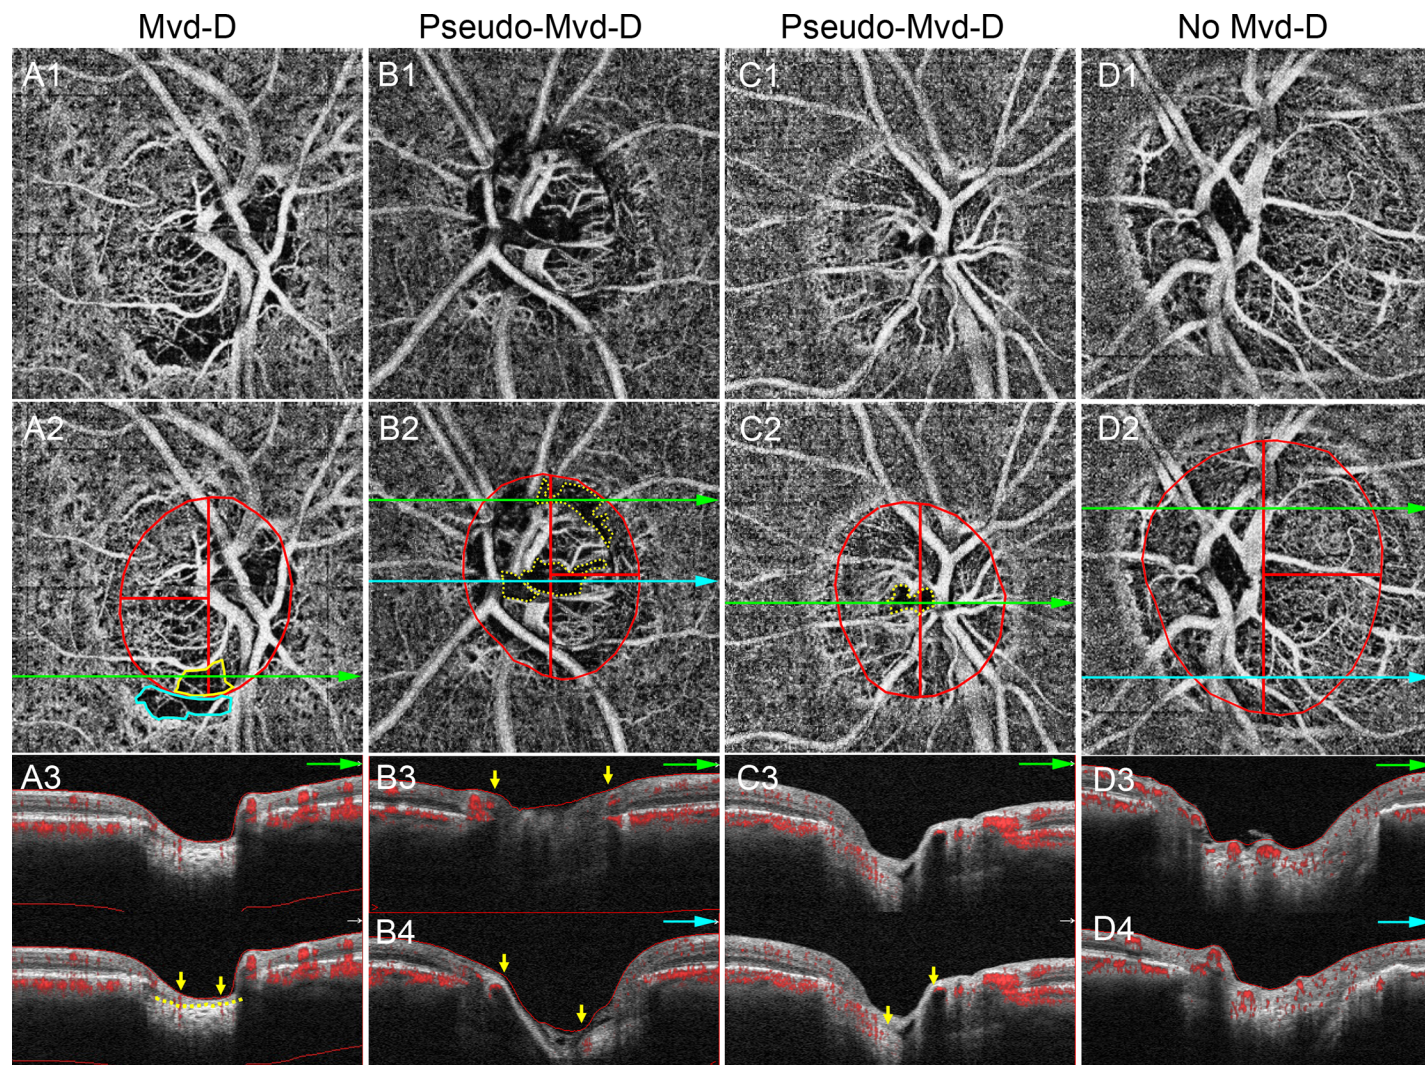 Mvd-D Pseudo-Mvd-D Pseudo-Mvd-D No Mvd-D
A1 B1 C1 D1
A2 B2 C2 D2
A3 B3 C3 D3
B4 D4